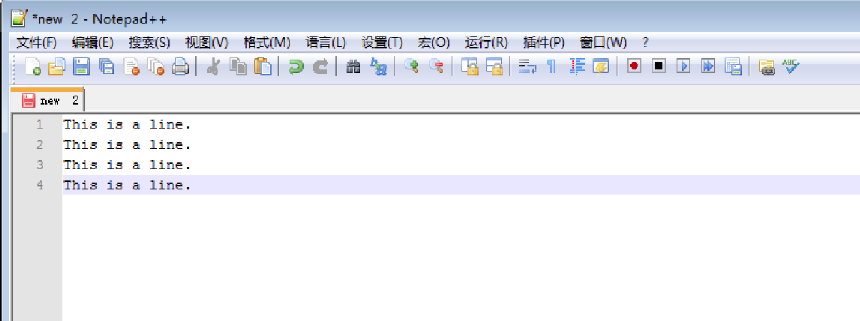 *new 2 - Notepad++
文件(F) 编辑(E) 搜索(S) 视图(V) 格式(M) 语言(L) 设置(T) 宏(O) 运行(R) 插件(P) 窗口(W) ?
ABC
new 2
1 This is a line.
2 This is a line.
3 This is a line.
4 This is a line.